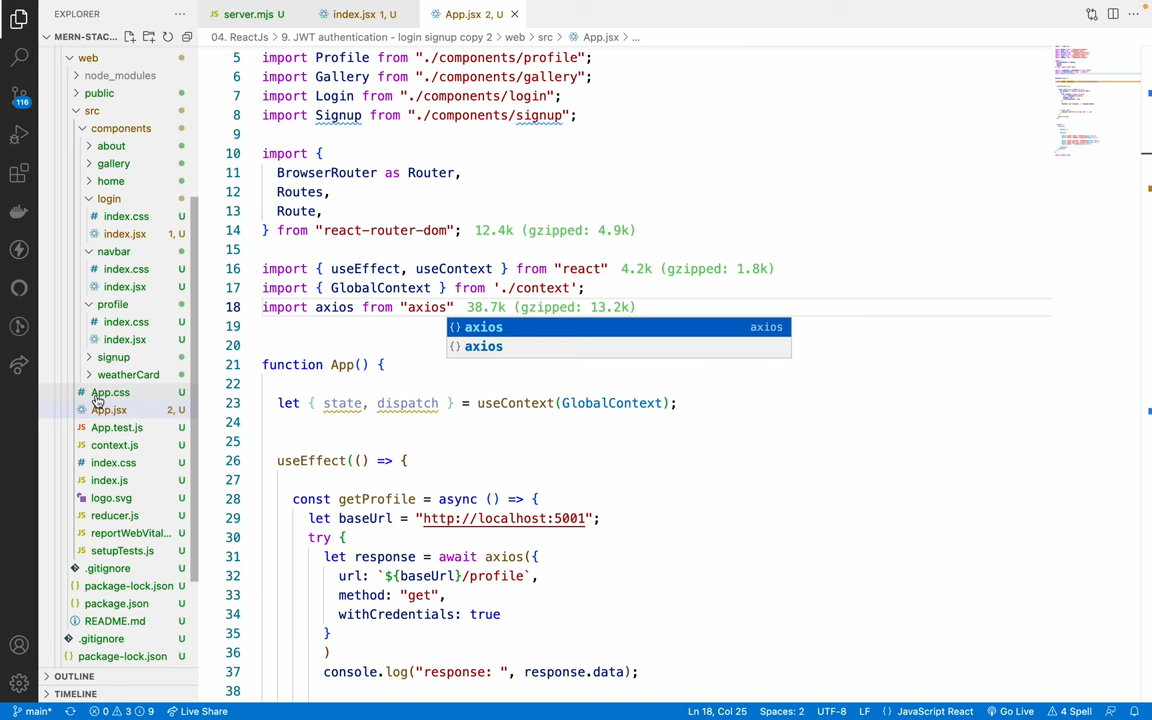 EXPLORER
MERN-STAC...
web
node_modules
public
src
components
about
gallery
home
login
# index.css U
index.jsx 1, U
navbar
# index.css U
index.jsx U
profile
# index.css U
index.jsx U
signup
weatherCard
# App.css U
App.jsx 2, U
JS App.test.js U
JS context.js U
# index.css U
JS index.js U
logo.svg U
JS reducer.js U
JS reportWebVital... U
JS setupTests.js U
.gitignore U
{} package-lock.json U
{} package.json U
README.md U
.gitignore U
{} package-lock.json U
OUTLINE
TIMELINE
116
JS server.mjs U
index.jsx 1, U
App.jsx 2, U
04. ReactJs > 9. JWT authentication - login signup copy 2 > web > src > App.jsx > ...
5 import Profile from "./components/profile";
6 import Gallery from "./components/gallery";
7 import Login from "./components/login";
8 import Signup from "./components/signup";
9
10 import {
11 BrowserRouter as Router,
12 Routes,
13 Route,
14 } from "react-router-dom"; 12.4k (gzipped: 4.9k)
15
16 import { useEffect, useContext } from "react" 4.2k (gzipped: 1.8k)
17 import { GlobalContext } from './context';
18 import axios from "axios" 38.7k (gzipped: 13.2k)
{} axios axios
{} axios
19
20
21 function App() {
22
23 let { state, dispatch } = useContext(GlobalContext);
24
25
26 useEffect(() => {
27
28 const getProfile = async () => {
29 let baseUrl = "http://localhost:5001";
30 try {
31 let response = await axios({
32 url: `${baseUrl}/profile`,
33 method: "get",
34 withCredentials: true
35 }
36 )
37 console.log("response: ", response.data);
38
main* 0 3 9 Live Share
Ln 18, Col 25 Spaces: 2 UTF-8 LF {} JavaScript React Go Live 4 Spell